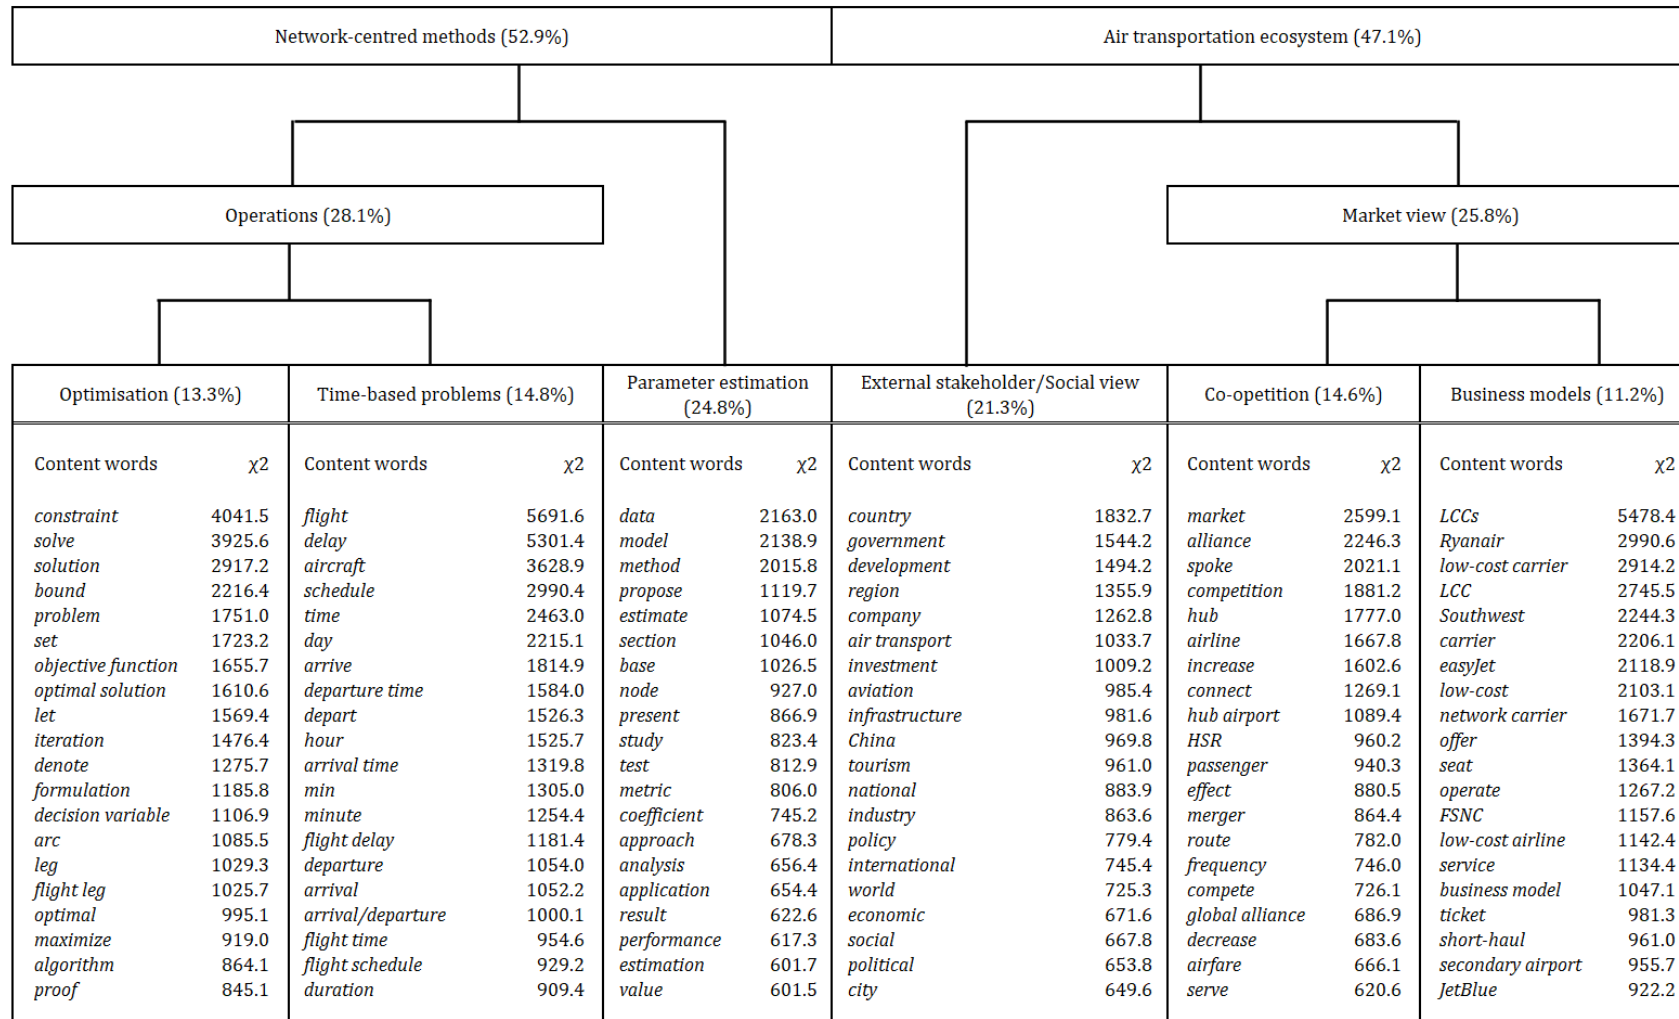 Network-centred methods (52.9%) Air transportation ecosystem (47.1%)
Operations (28.1%) Market view (25.8%)
Optimisation (13.3%)
Content words χ2
constraint 4041.5
solve 3925.6
solution 2917.2
bound 2216.4
problem 1751.0
set 1723.2
objective function 1655.7
optimal solution 1610.6
let 1569.4
iteration 1476.4
denote 1275.7
formulation 1185.8
decision variable 1106.9
arc 1085.5
leg 1029.3
flight leg 1025.7
optimal 995.1
maximize 919.0
algorithm 864.1
proof 845.1
Time-based problems (14.8%)
Content words χ2
flight 5691.6
delay 5301.4
aircraft 3628.9
schedule 2990.4
time 2463.0
day 2215.1
arrive 1814.9
departure time 1584.0
depart 1526.3
hour 1525.7
arrival time 1319.8
min 1305.0
minute 1254.4
flight delay 1181.4
departure 1054.0
arrival 1052.2
arrival/departure 1000.1
flight time 954.6
flight schedule 929.2
duration 909.4
Parameter estimation
(24.8%)
Content words χ2
data 2163.0
model 2138.9
method 2015.8
propose 1119.7
estimate 1074.5
section 1046.0
base 1026.5
node 927.0
present 866.9
study 823.4
test 812.9
metric 806.0
coefficient 745.2
approach 678.3
analysis 656.4
application 654.4
result 622.6
performance 617.3
estimation 601.7
value 601.5
External stakeholder/Social view
(21.3%)
Content words χ2
country 1832.7
government 1544.2
development 1494.2
region 1355.9
company 1262.8
air transport 1033.7
investment 1009.2
aviation 985.4
infrastructure 981.6
China 969.8
tourism 961.0
national 883.9
industry 863.6
policy 779.4
international 745.4
world 725.3
economic 671.6
social 667.8
political 653.8
city 649.6
Co-opetition (14.6%)
Content words χ2
market 2599.1
alliance 2246.3
spoke 2021.1
competition 1881.2
hub 1777.0
airline 1667.8
increase 1602.6
connect 1269.1
hub airport 1089.4
HSR 960.2
passenger 940.3
effect 880.5
merger 864.4
route 782.0
frequency 746.0
compete 726.1
global alliance 686.9
decrease 683.6
airfare 666.1
serve 620.6
Business models (11.2%)
Content words χ2
LCCs 5478.4
Ryanair 2990.6
low-cost carrier 2914.2
LCC 2745.5
Southwest 2244.3
carrier 2206.1
easyJet 2118.9
low-cost 2103.1
network carrier 1671.7
offer 1394.3
seat 1364.1
operate 1267.2
FSNC 1157.6
low-cost airline 1142.4
service 1134.4
business model 1047.1
ticket 981.3
short-haul 961.0
secondary airport 955.7
JetBlue 922.2